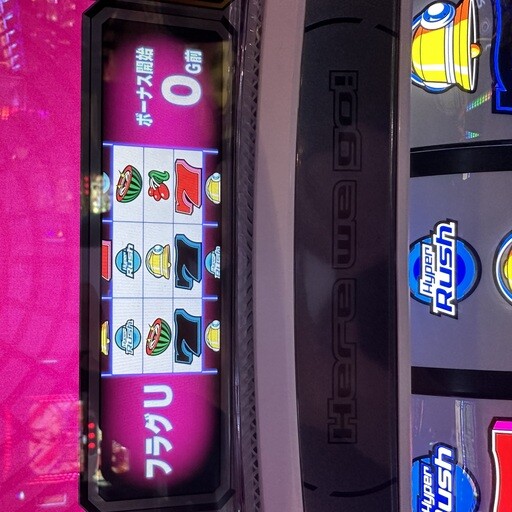 Hyper Rush
Hyper Rush
フラグU
ボーナス開始
0G前
Here we go!
Hyper Rush
Hyper Rush